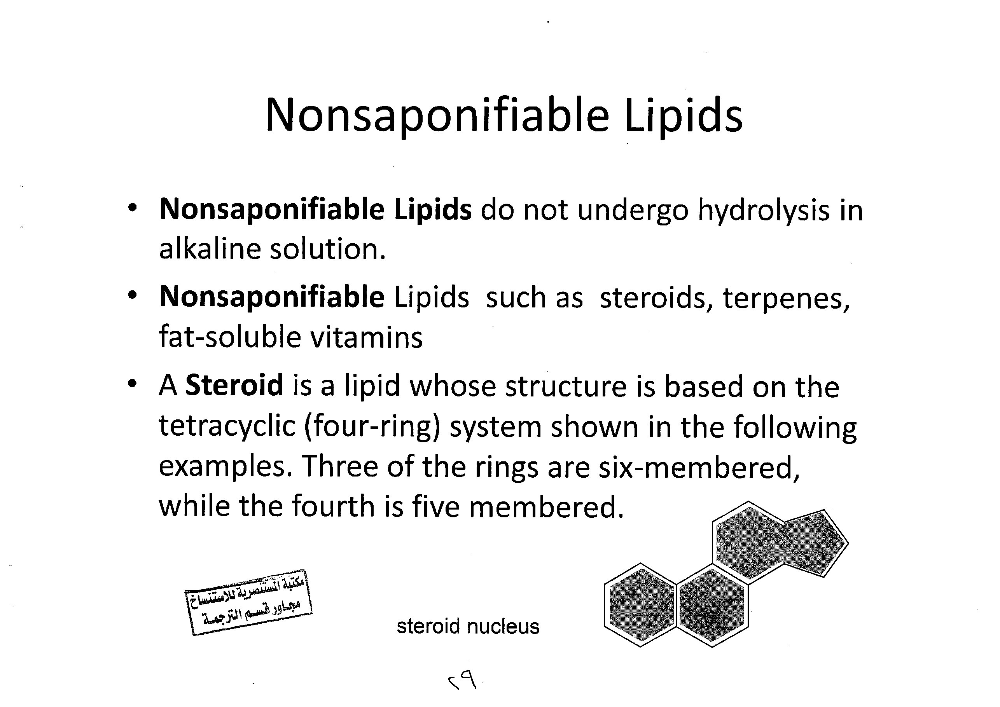 Nonsaponifiable Lipids
• Nonsaponifiable Lipids do not undergo hydrolysis in
alkaline solution.
• Nonsaponifiable Lipids such as steroids, terpenes,
fat-soluble vitamins
• A Steroid is a lipid whose structure is based on the
tetracyclic (four-ring) system shown in the following
examples. Three of the rings are six-membered,
while the fourth is five membered.
مكتبة المستنصرية للاستنساخ
مجاور قسم الترجمة
steroid nucleus
٢٩